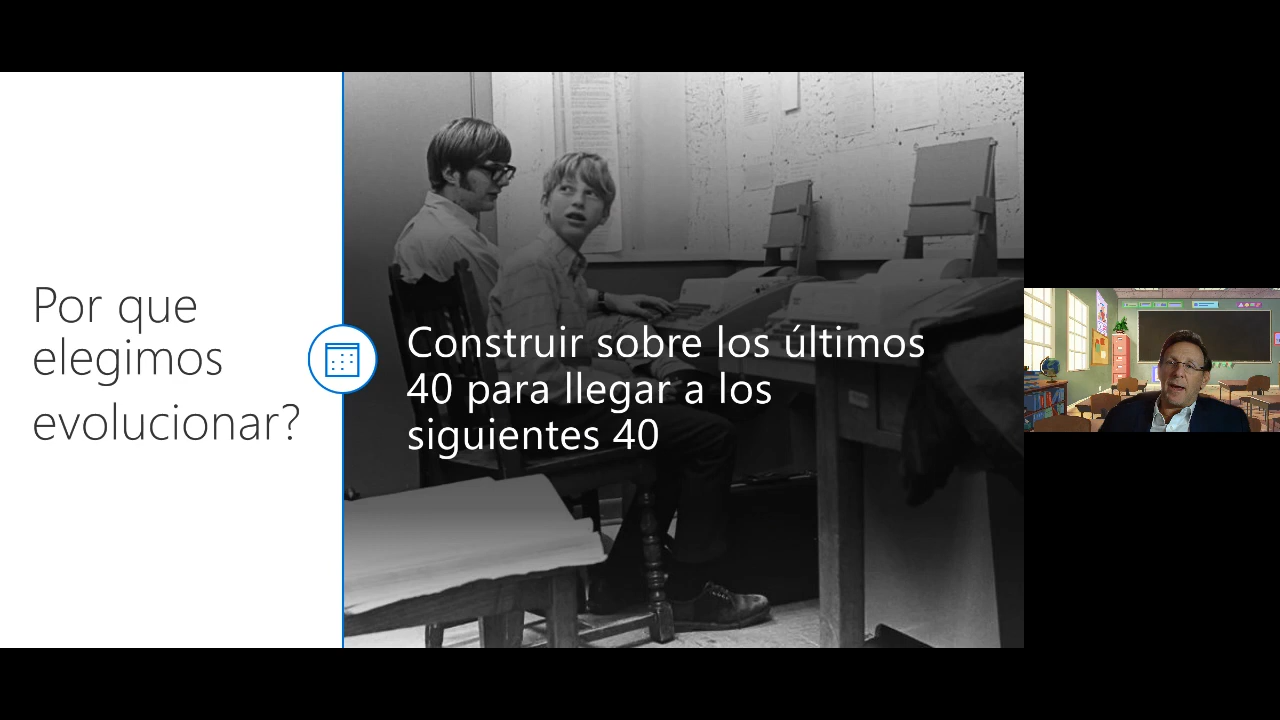 Por que
elegimos
evolucionar?
Construir sobre los últimos
40 para llegar a los
siguientes 40